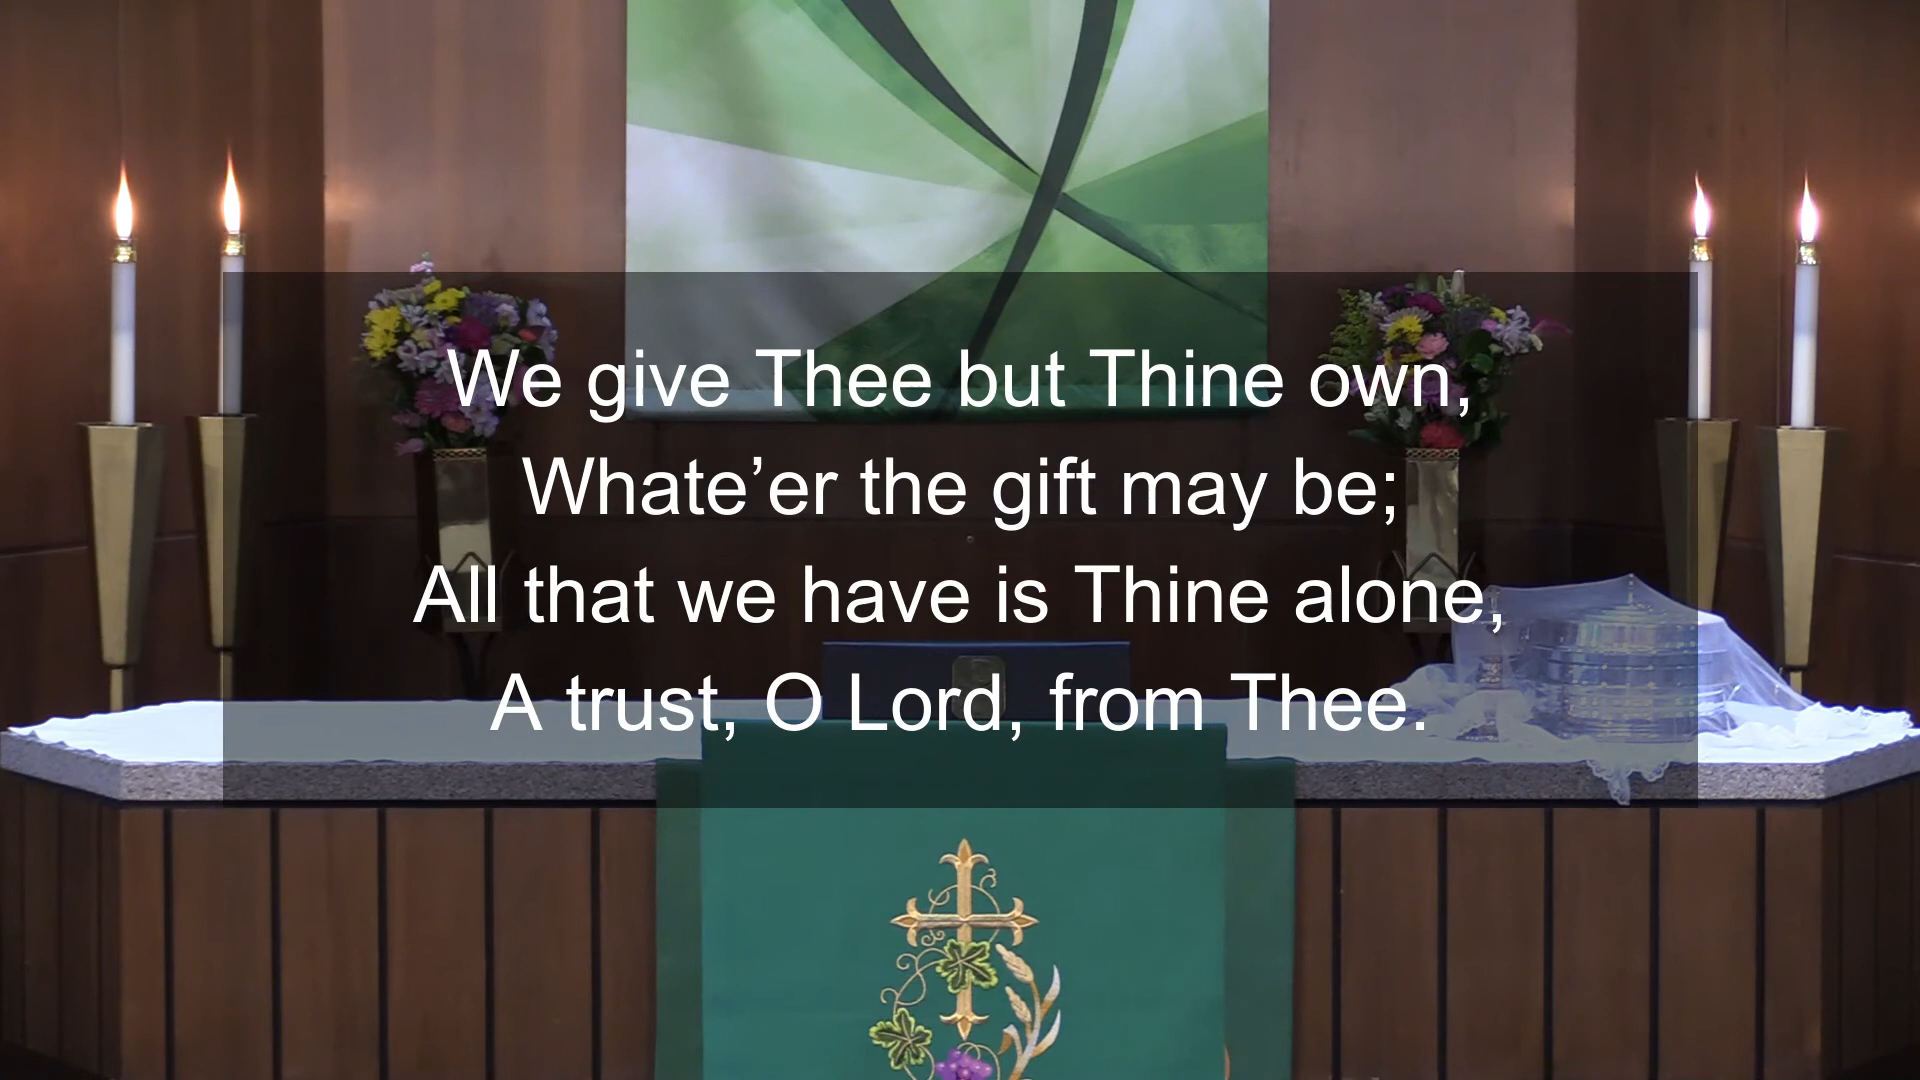 We give Thee but Thine own,
Whate’er the gift may be;
All that we have is Thine alone,
A trust, O Lord, from Thee.